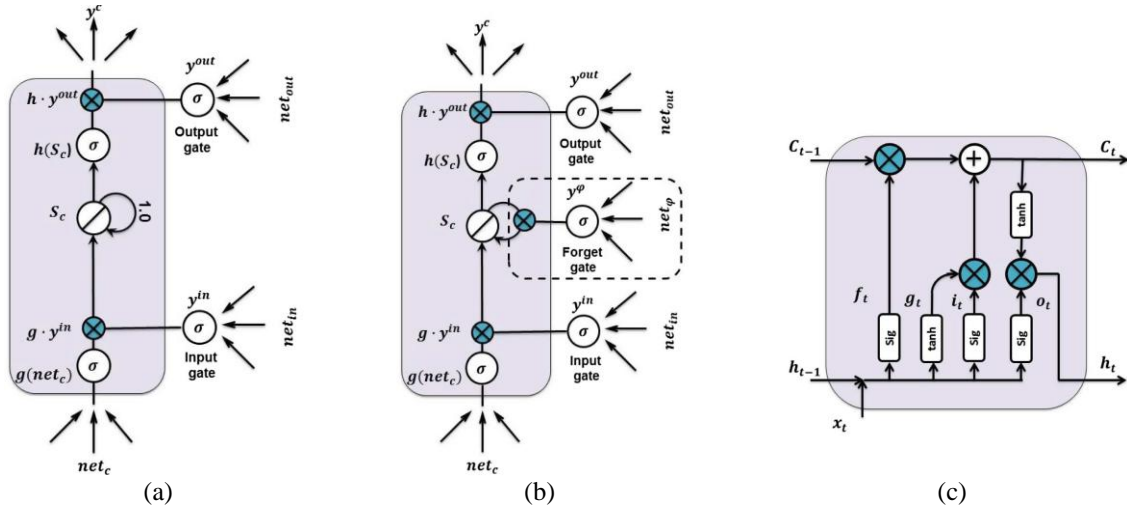 y^c
y^out
h · y^out
σ
net_out
Output
gate
h(S_c)
σ
S_c
1.0
y^in
g · y^in
σ
net_in
Input
gate
g(net_c)
σ
net_c
(a)
y^c
y^out
h · y^out
σ
net_out
Output
gate
h(S_c)
σ
y^φ
S_c
σ
net_φ
Forget
gate
y^in
g · y^in
σ
net_in
Input
gate
g(net_c)
σ
net_c
(b)
C_t-1
+
C_t
tanh
f_t
g_t
i_t
o_t
Sig
tanh
Sig
Sig
h_t-1
h_t
x_t
(c)